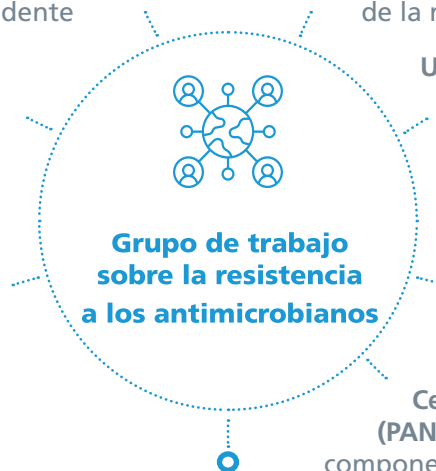 dente
de la r
U
Grupo de trabajo
sobre la resistencia
a los antimicrobianos
Ce
(PAN
compone